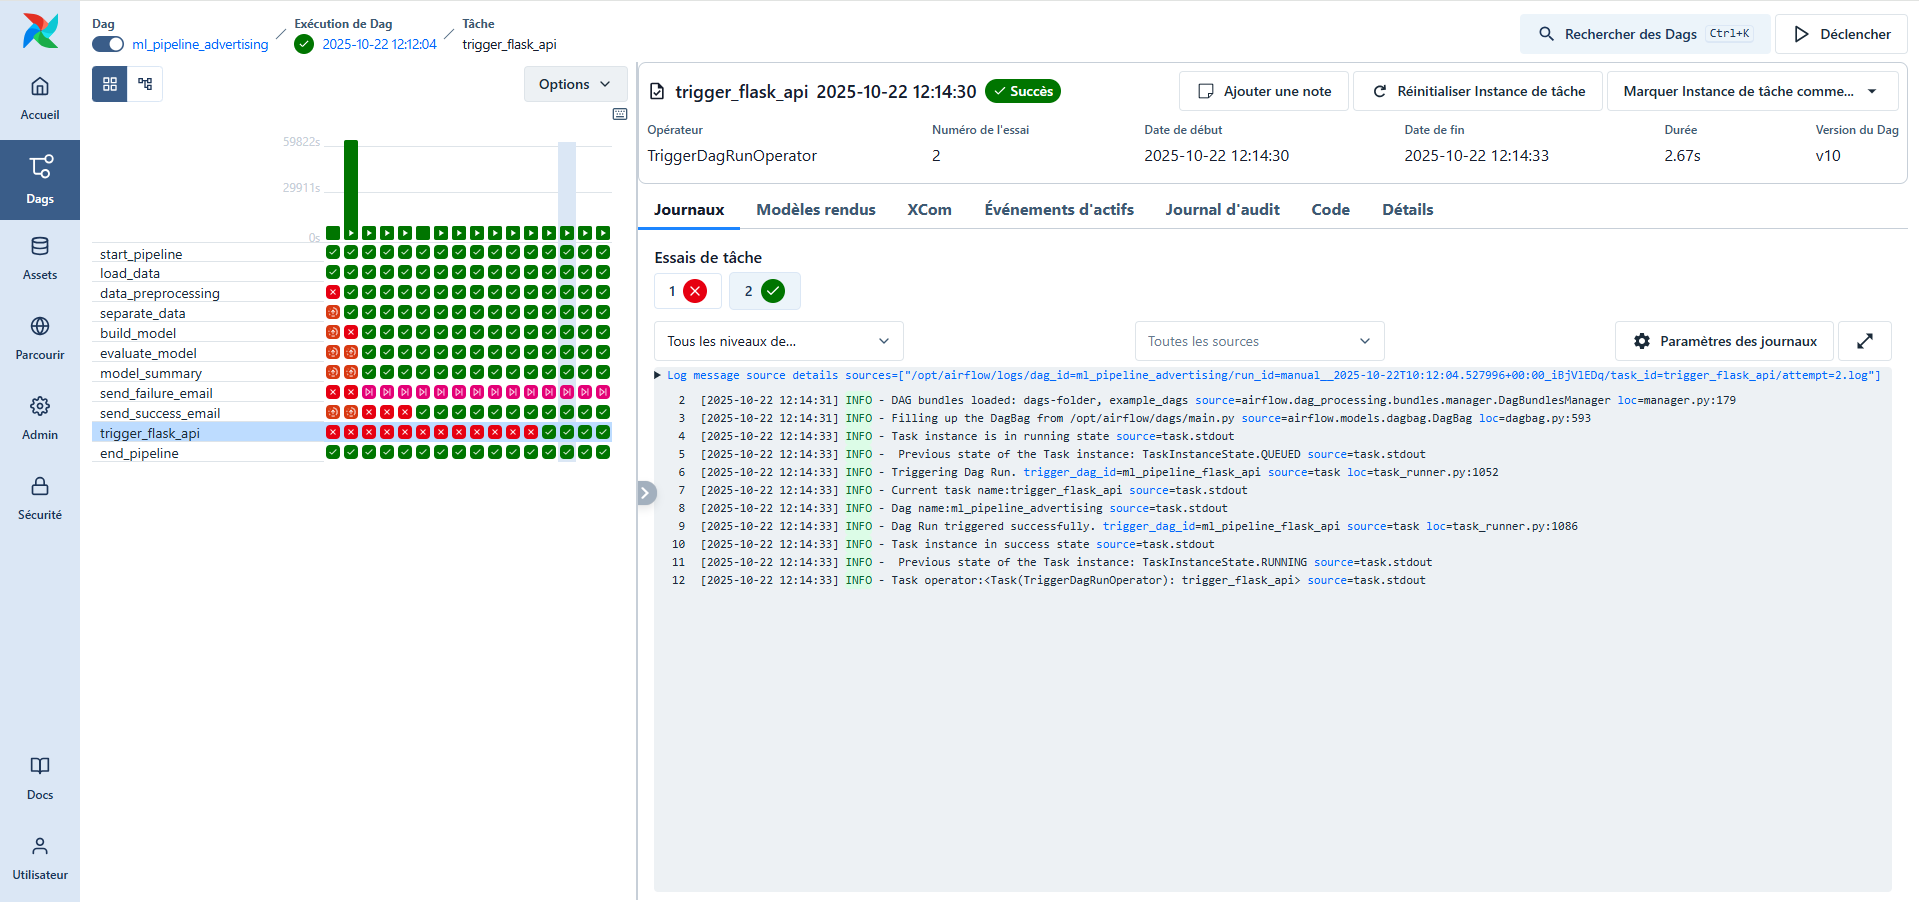 Dag
ml_pipeline_advertising
Exécution de Dag
2025-10-22 12:12:04
Tâche
trigger_flask_api
Rechercher des Dags Ctrl+K
Déclencher
Accueil
Dags
Assets
Parcourir
Admin
Sécurité
Docs
Utilisateur
Options
59822s
29911s
0s
start_pipeline
load_data
data_preprocessing
separate_data
build_model
evaluate_model
model_summary
send_failure_email
send_success_email
trigger_flask_api
end_pipeline
trigger_flask_api 2025-10-22 12:14:30 Succès
Ajouter une note
Réinitialiser Instance de tâche
Marquer Instance de tâche comme...
Opérateur
TriggerDagRunOperator
Numéro de l'essai
2
Date de début
2025-10-22 12:14:30
Date de fin
2025-10-22 12:14:33
Durée
2.67s
Version du Dag
v10
Journaux
Modèles rendus
XCom
Événements d'actifs
Journal d'audit
Code
Détails
Essais de tâche
1
2
Tous les niveaux de...
Toutes les sources
Paramètres des journaux
Log message source details sources=["/opt/airflow/logs/dag_id=ml_pipeline_advertising/run_id=manual__2025-10-22T10:12:04.527996+00:00_iBjVlEDq/task_id=trigger_flask_api/attempt=2.log"]
2 [2025-10-22 12:14:31] INFO - DAG bundles loaded: dags-folder, example_dags source=airflow.dag_processing.bundles.manager.DagBundlesManager loc=manager.py:179
3 [2025-10-22 12:14:31] INFO - Filling up the DagBag from /opt/airflow/dags/main.py source=airflow.models.dagbag.DagBag loc=dagbag.py:593
4 [2025-10-22 12:14:33] INFO - Task instance is in running state source=task.stdout
5 [2025-10-22 12:14:33] INFO -  Previous state of the Task instance: TaskInstanceState.QUEUED source=task.stdout
6 [2025-10-22 12:14:33] INFO - Triggering Dag Run. trigger_dag_id=ml_pipeline_flask_api source=task loc=task_runner.py:1052
7 [2025-10-22 12:14:33] INFO - Current task name:trigger_flask_api source=task.stdout
8 [2025-10-22 12:14:33] INFO - Dag name:ml_pipeline_advertising source=task.stdout
9 [2025-10-22 12:14:33] INFO - Dag Run triggered successfully. trigger_dag_id=ml_pipeline_flask_api source=task loc=task_runner.py:1086
10 [2025-10-22 12:14:33] INFO - Task instance in success state source=task.stdout
11 [2025-10-22 12:14:33] INFO -  Previous state of the Task instance: TaskInstanceState.RUNNING source=task.stdout
12 [2025-10-22 12:14:33] INFO - Task operator:<Task(TriggerDagRunOperator): trigger_flask_api> source=task.stdout